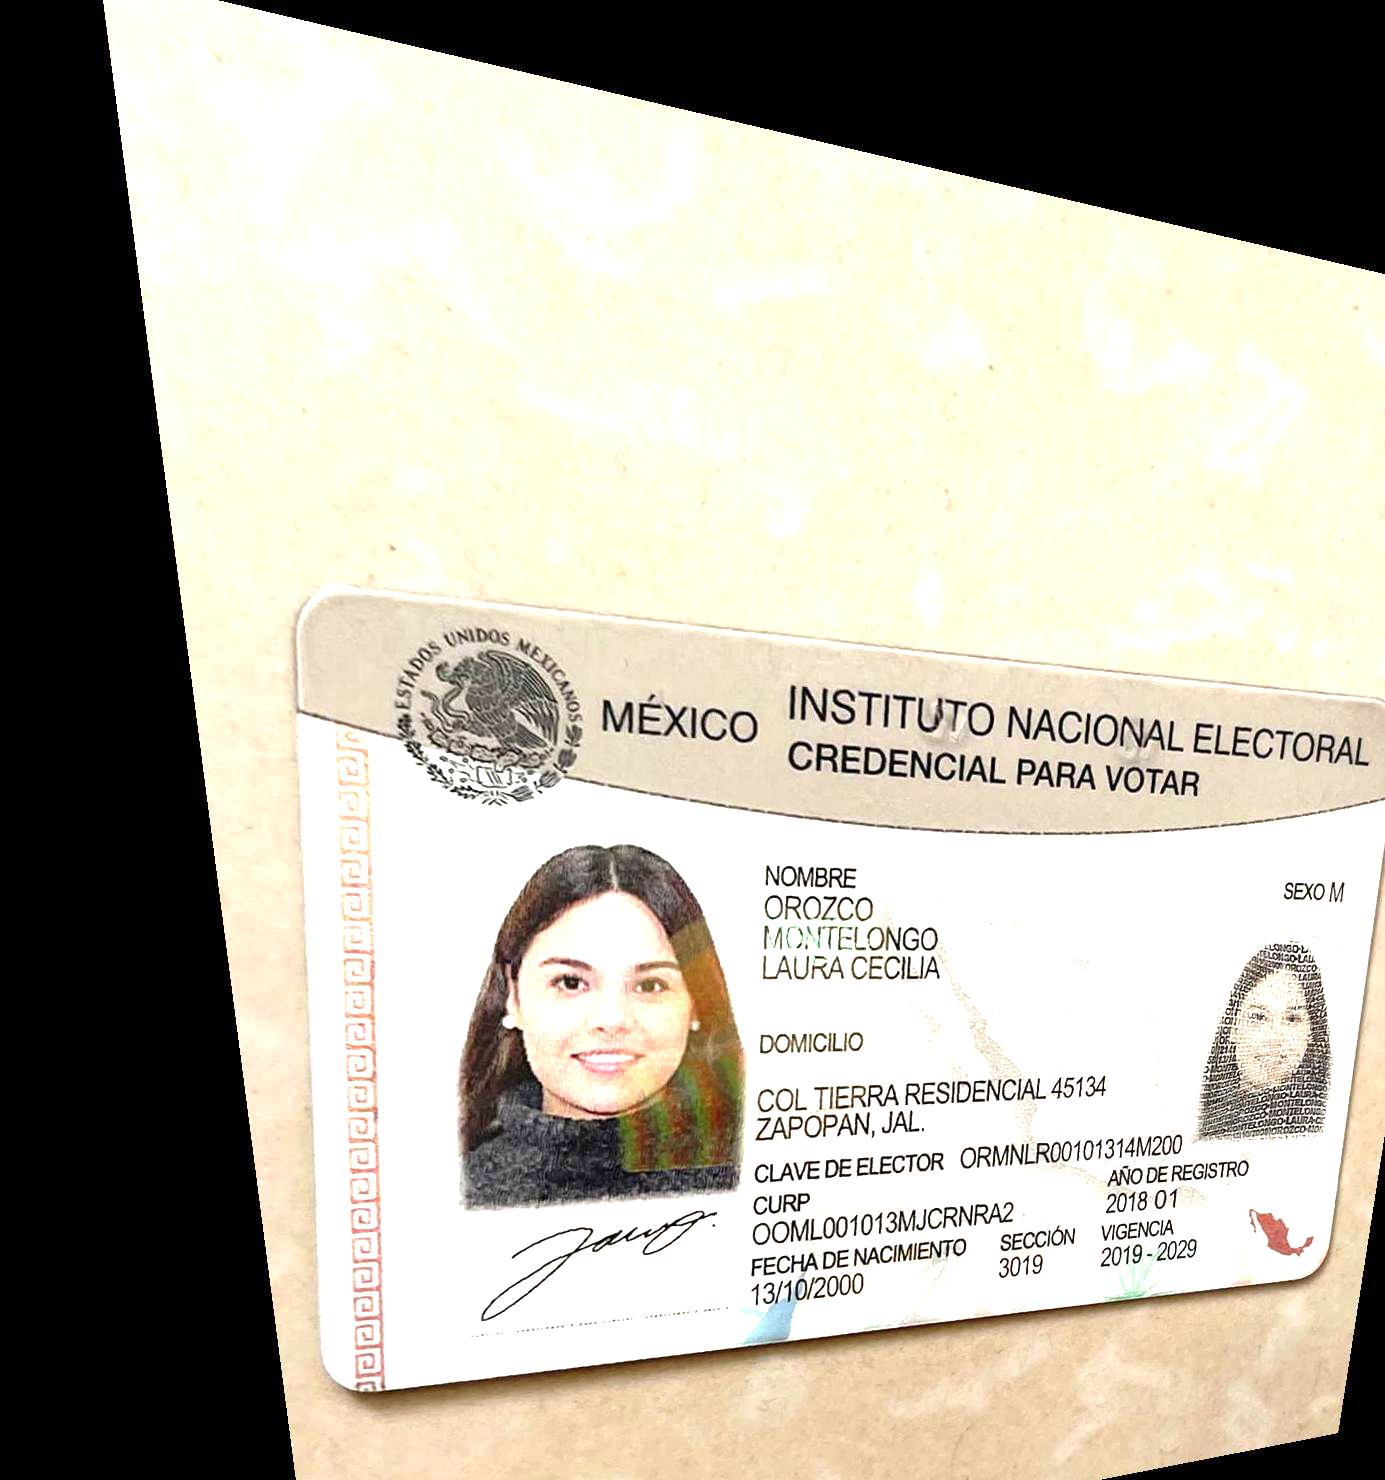 ESTADOS UNIDOS MEXICANOS
MÉXICO
INSTITUTO NACIONAL ELECTORAL
CREDENCIAL PARA VOTAR
NOMBRE
OROZCO
MONTELONGO
LAURA CECILIA
SEXO M
DOMICILIO
COL TIERRA RESIDENCIAL 45134
ZAPOPAN, JAL.
CLAVE DE ELECTOR ORMNLR00101314M200
CURP
OOML001013MJCRNRA2
AÑO DE REGISTRO
2018 01
FECHA DE NACIMIENTO
13/10/2000
SECCIÓN
3019
VIGENCIA
2019 - 2029